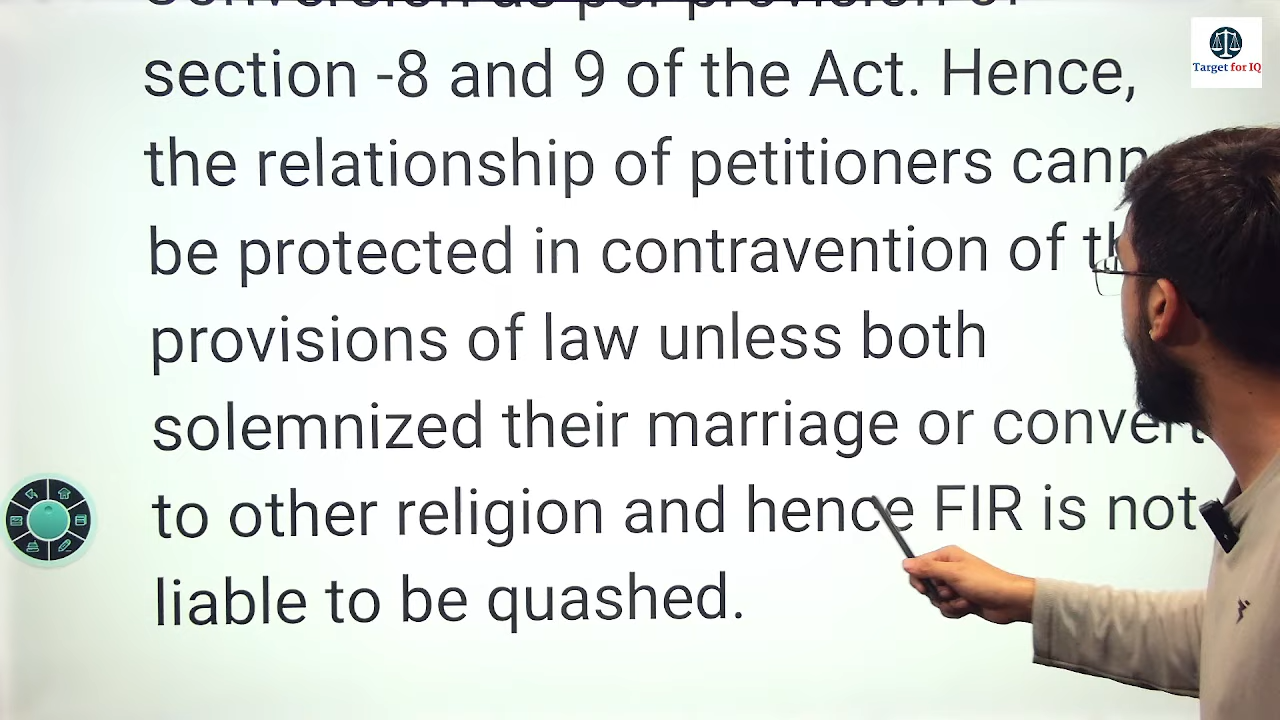 Target for IQ
section -8 and 9 of the Act. Hence,
the relationship of petitioners
be protected in contravention of
provisions of law unless both
solemnized their marriage or convert
to other religion and hence FIR is not
liable to be quashed.